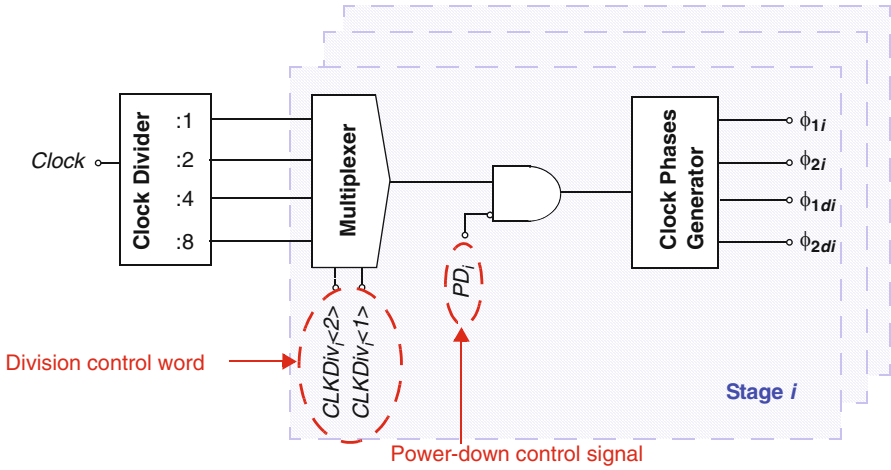 Clock
Clock Divider
:1
:2
:4
:8
Multiplexer
CLKDivᵢ<2>
CLKDivᵢ<1>
PDᵢ
Clock Phases
Generator
ϕ1i
ϕ2i
ϕ1di
ϕ2di
Division control word
Stage i
Power-down control signal